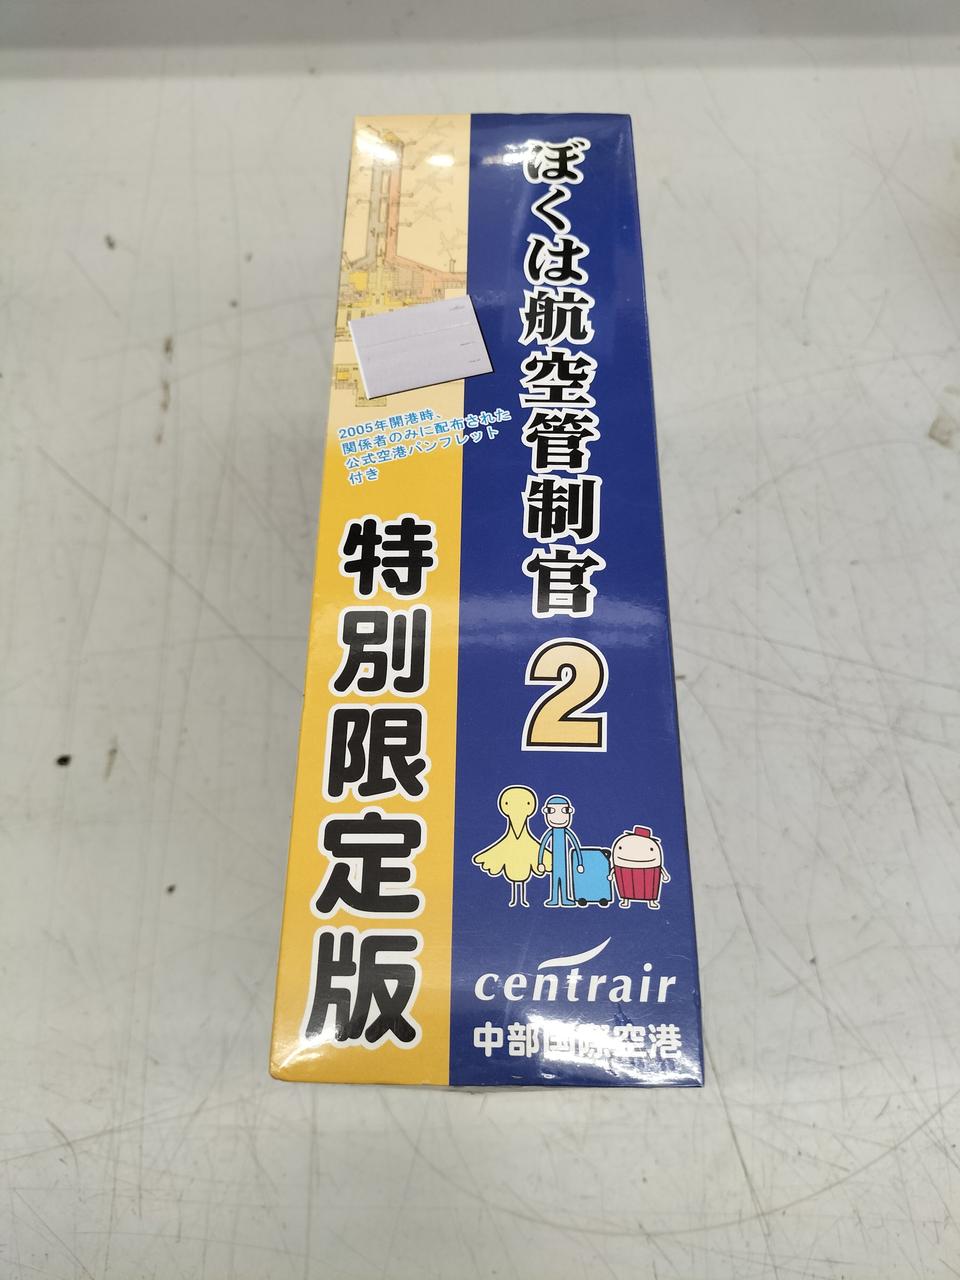 ぼくは航空管制官2
2005年開港時、
関係者のみに配布された
公式空港パンフレット
付き
特別限定版
centrair
中部国際空港